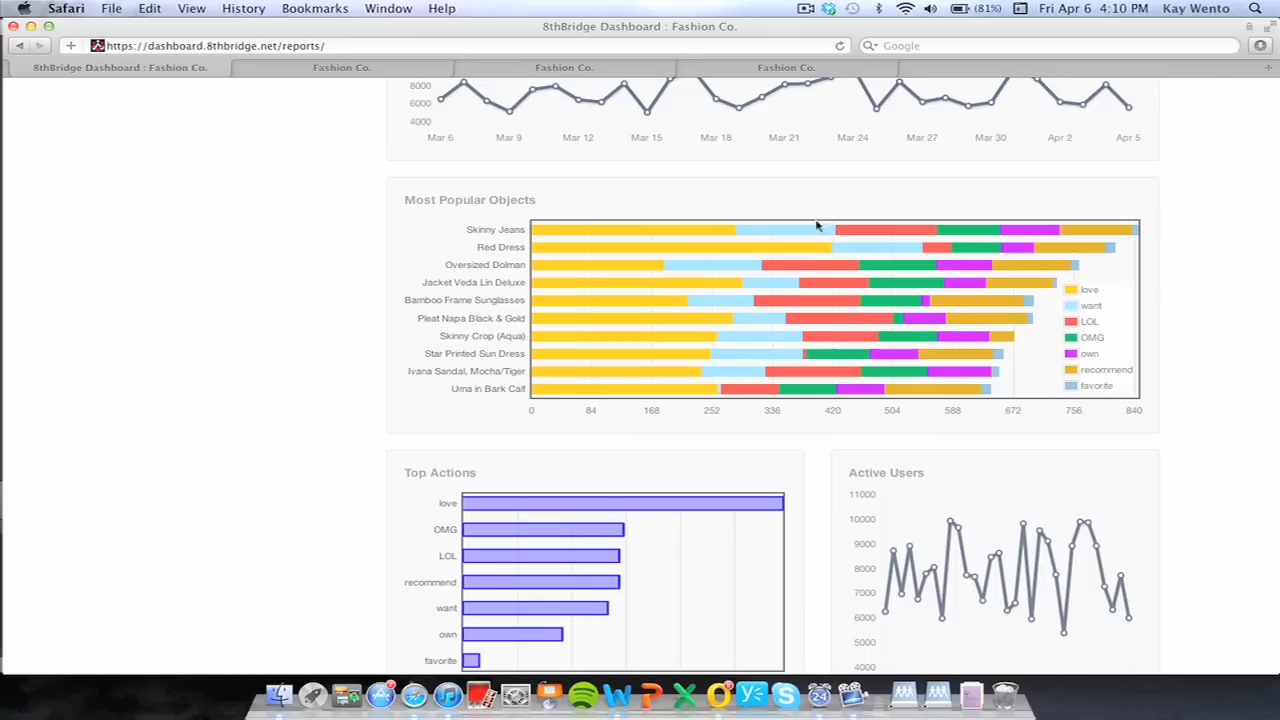 Safari File Edit View History Bookmarks Window Help (81%) Fri Apr 6 4:10 PM Kay Wento
8thBridge Dashboard : Fashion Co.
https://dashboard.8thbridge.net/reports/ Google
8thBridge Dashboard : Fashion Co. Fashion Co. Fashion Co. Fashion Co.
8000
6000
4000
Mar 6 Mar 9 Mar 12 Mar 15 Mar 18 Mar 21 Mar 24 Mar 27 Mar 30 Apr 2 Apr 5
Most Popular Objects
Skinny Jeans
Red Dress
Oversized Dolman
Jacket Veda Lin Deluxe
Bamboo Frame Sunglasses
Pleat Napa Black & Gold
Skinny Crop (Aqua)
Star Printed Sun Dress
Ivana Sandal, Mocha/Tiger
Uma in Bark Calf
love
want
LOL
OMG
own
recommend
favorite
0 84 168 252 336 420 504 588 672 756 840
Top Actions
love
OMG
LOL
recommend
want
own
favorite
Active Users
11000
10000
9000
8000
7000
6000
5000
4000
24